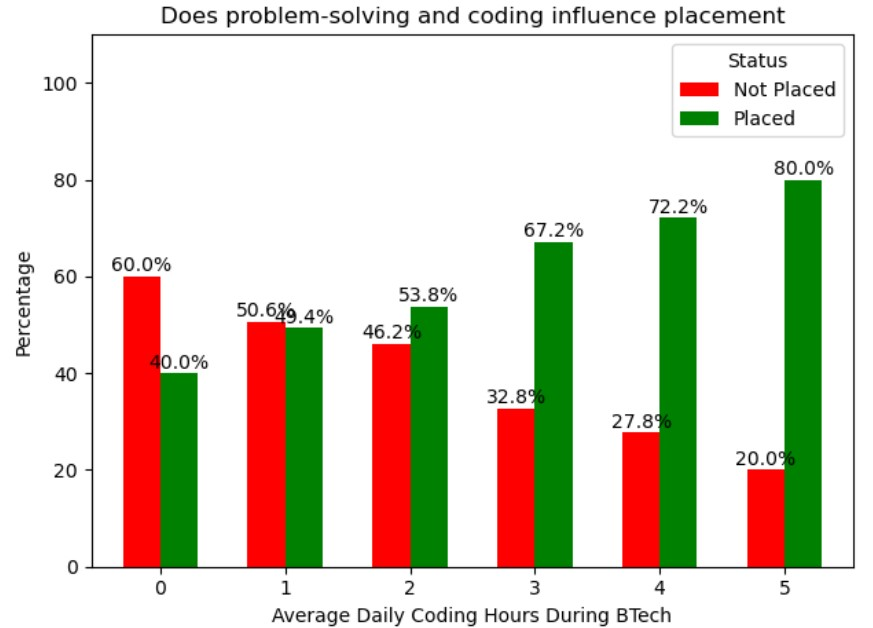 Does problem-solving and coding influence placement
Status
Not Placed
Placed
Percentage
100
80
60
40
20
0
60.0%
40.0%
50.6%
49.4%
46.2%
53.8%
32.8%
67.2%
27.8%
72.2%
20.0%
80.0%
0 1 2 3 4 5
Average Daily Coding Hours During BTech